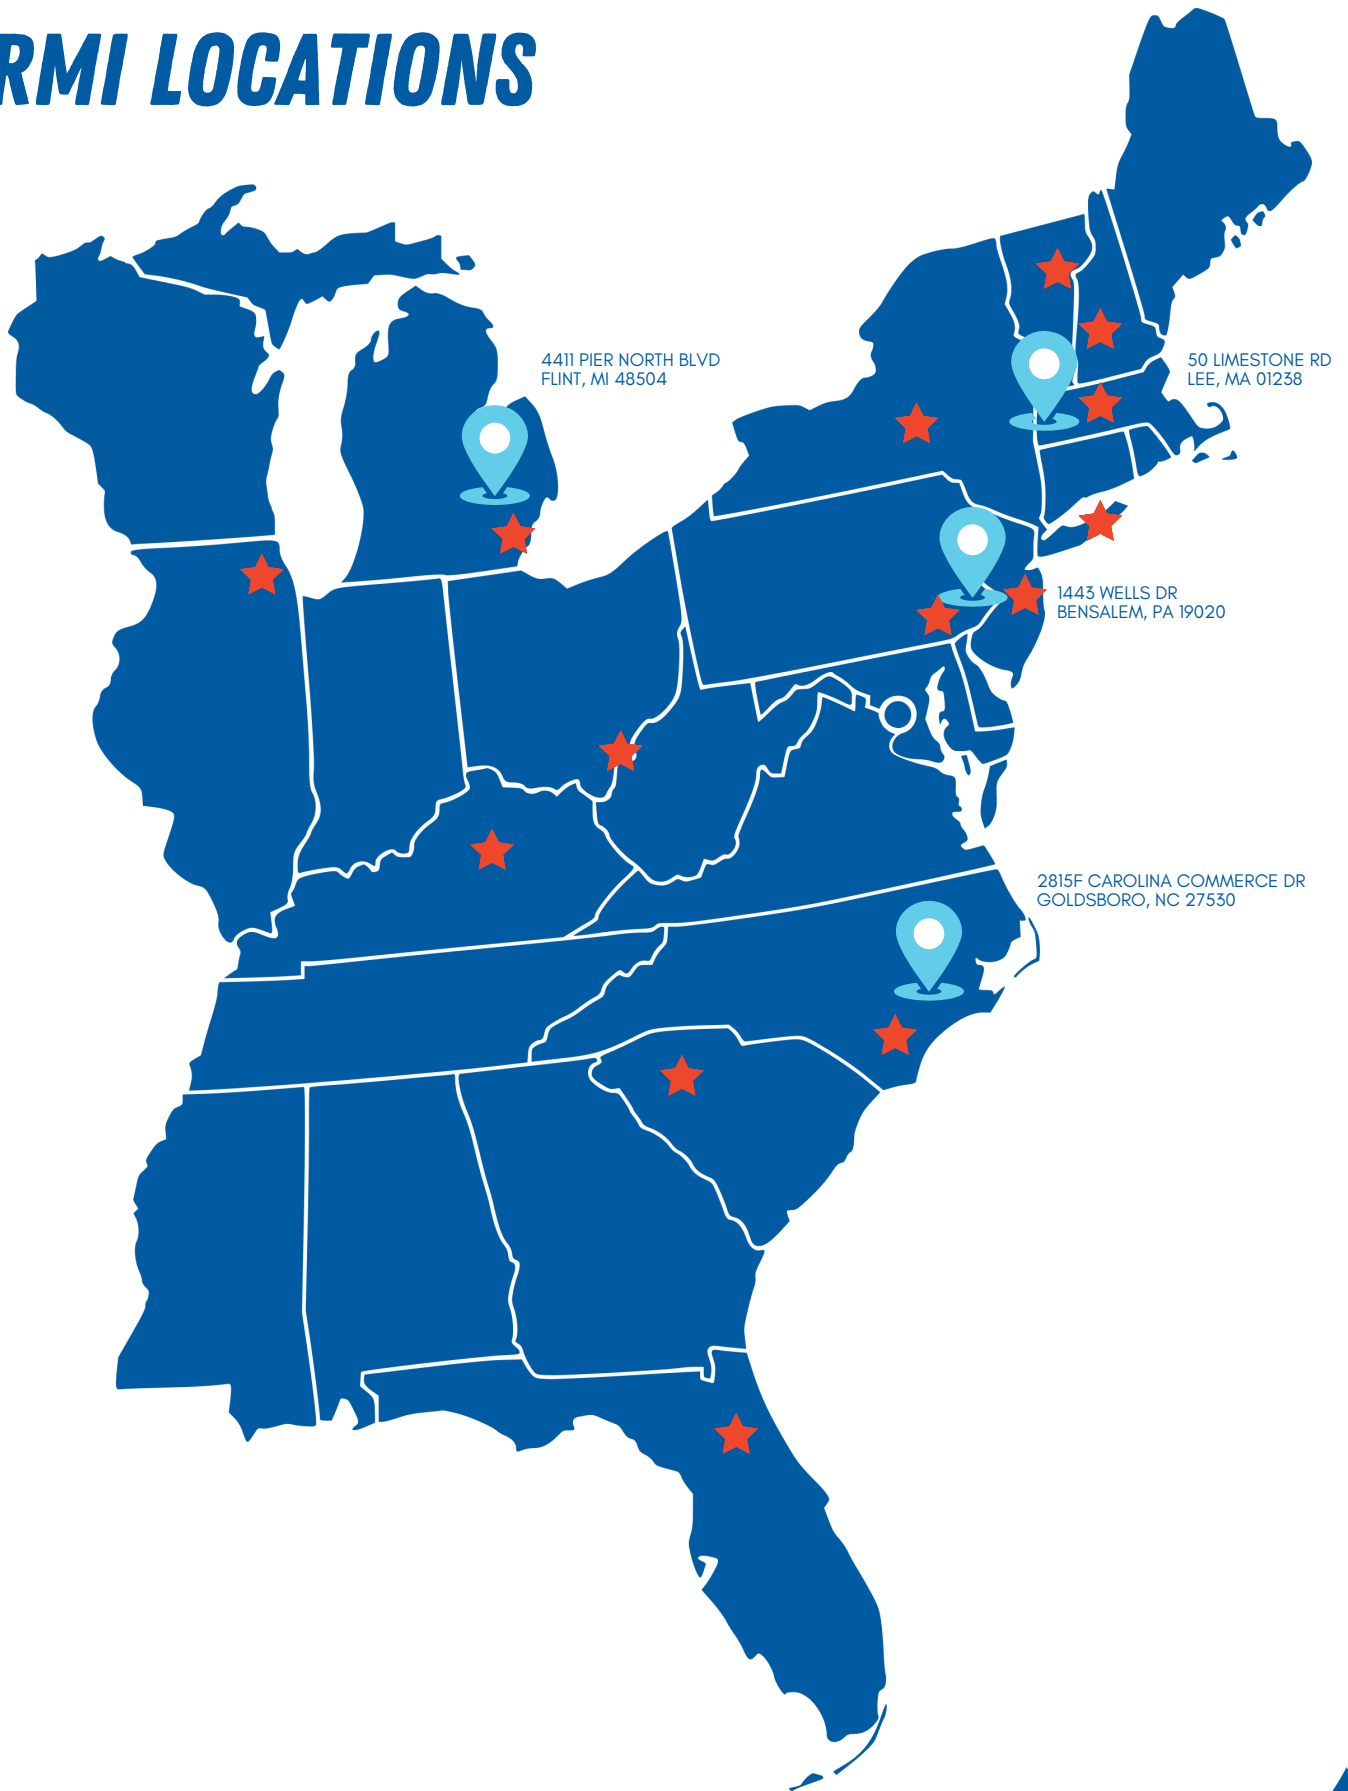 RMI LOCATIONS
4411 PIER NORTH BLVD
FLINT, MI 48504
50 LIMESTONE RD
LEE, MA 01238
1443 WELLS DR
BENSALEM, PA 19020
2815F CAROLINA COMMERCE DR
GOLDSBORO, NC 27530